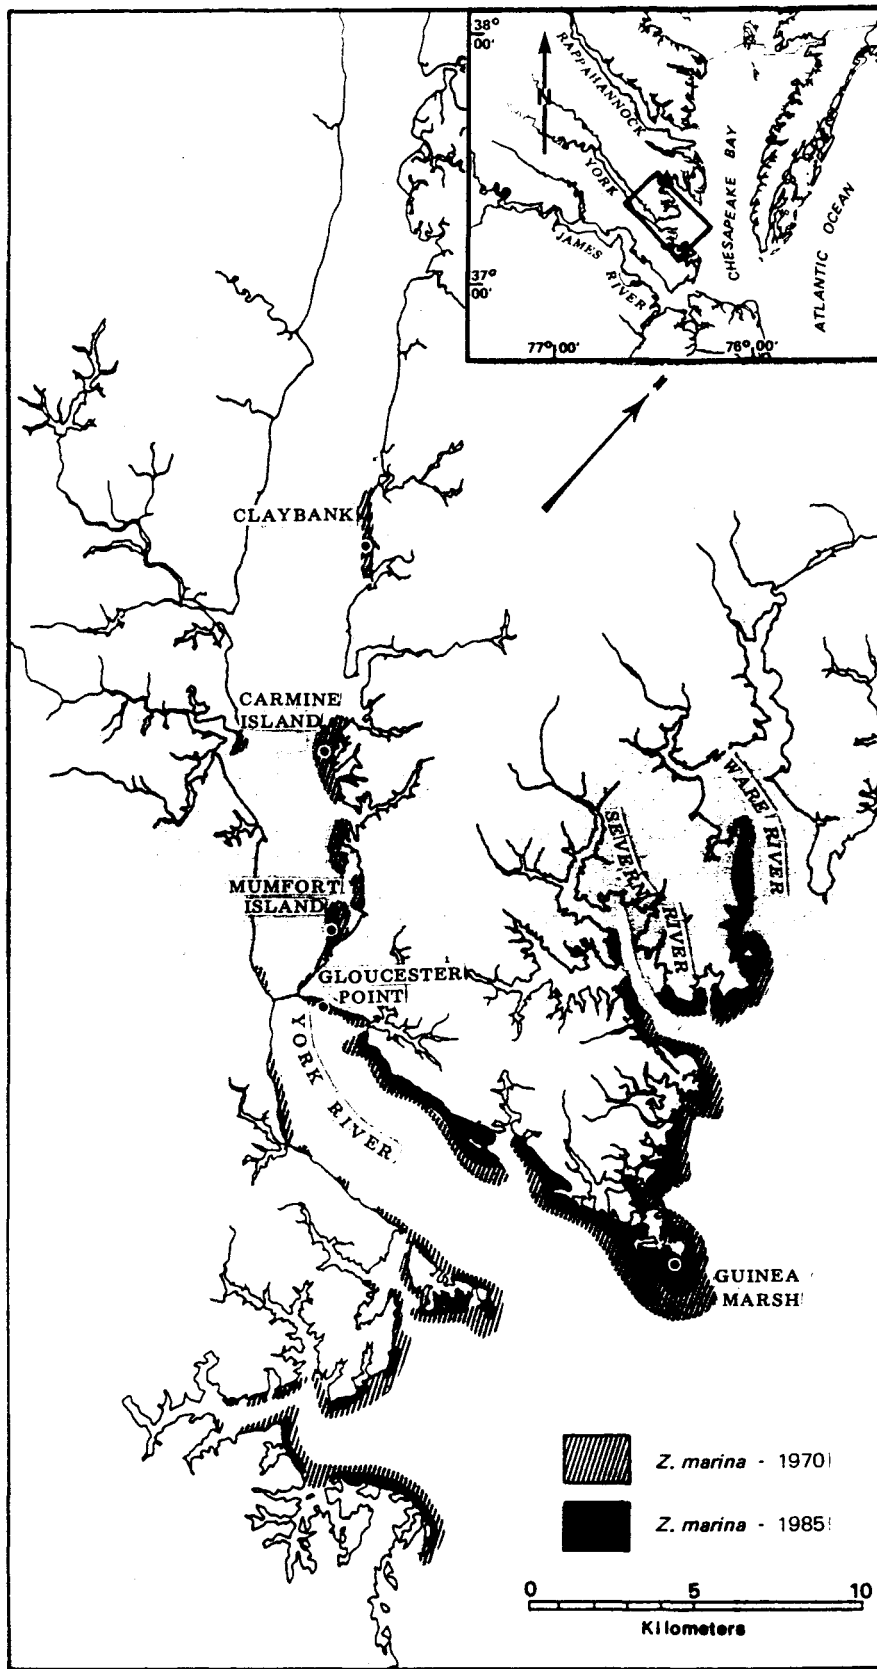 38°
00'
N
RAPPAHANNOCK
YORK
JAMES RIVER
CHESAPEAKE BAY
ATLANTIC OCEAN
37°
00'
77° 00'
76° 00'
CLAYBANK
CARMINE
ISLAND
MUMFORT
ISLAND
GLOUCESTER
POINT
YORK RIVER
SEVERN
RIVER
WARE
RIVER
GUINEA
MARSH
Z. marina - 1970
Z. marina - 1985
0 5 10
Kilometers